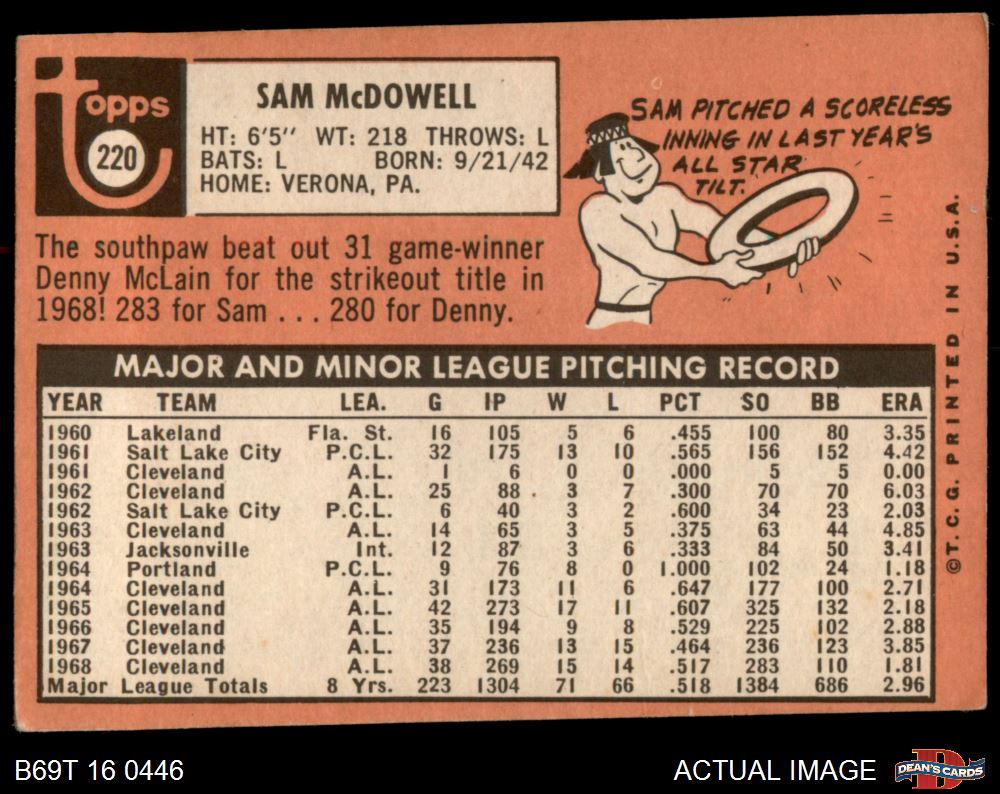 topps
220
SAM McDOWELL
HT: 6'5" WT: 218 THROWS: L
BATS: L BORN: 9/21/42
HOME: VERONA, PA.
The southpaw beat out 31 game-winner
Denny McLain for the strikeout title in
1968! 283 for Sam . . . 280 for Denny.
SAM PITCHED A SCORELESS
INNING IN LAST YEAR'S
ALL STAR
TILT.
MAJOR AND MINOR LEAGUE PITCHING RECORD
YEAR TEAM LEA. G IP W L PCT SO BB ERA
1960 Lakeland Fla. St. 16 105 5 6 .455 100 80 3.35
1961 Salt Lake City P.C.L. 32 175 13 10 .565 156 152 4.42
1961 Cleveland A.L. 1 6 0 0 .000 5 5 0.00
1962 Cleveland A.L. 25 88 3 7 .300 70 70 6.03
1962 Salt Lake City P.C.L. 6 40 3 2 .600 34 23 2.03
1963 Cleveland A.L. 14 65 3 5 .375 63 44 4.85
1963 Jacksonville Int. 12 87 3 6 .333 84 50 3.41
1964 Portland P.C.L. 9 76 8 0 1.000 102 24 1.18
1964 Cleveland A.L. 31 173 11 6 .647 177 100 2.71
1965 Cleveland A.L. 42 273 17 11 .607 325 132 2.18
1966 Cleveland A.L. 35 194 9 8 .529 225 102 2.88
1967 Cleveland A.L. 37 236 13 15 .464 236 123 3.85
1968 Cleveland A.L. 38 269 15 14 .517 283 110 1.81
Major League Totals 8 Yrs. 223 1304 71 66 .518 1384 686 2.96
©T.C.G. PRINTED IN U.S.A.
B69T 16 0446
ACTUAL IMAGE
D
DEAN'S CARDS